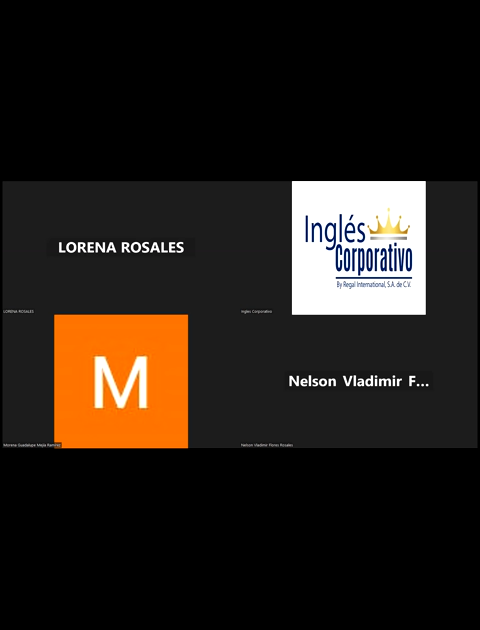 LORENA ROSALES
LORENA ROSALES
Inglés
Corporativo
By Regal International, S.A. de C.V.
Inglés Corporativo
M
Morena Guadalupe Mejía Ramírez
Nelson Vladimir F...
Nelson Vladimir Flores Rosales